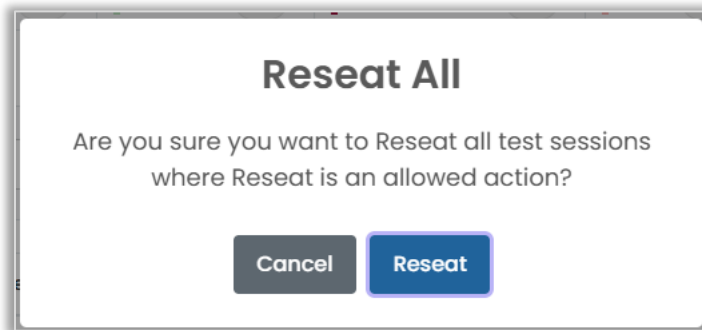 Reseat All
Are you sure you want to Reseat all test sessions
where Reseat is an allowed action?
Cancel Reseat